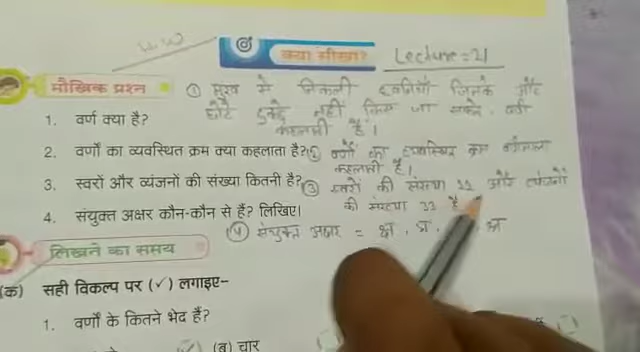 H.W
क्या सीखा? Lecture = 21
मौखिक प्रश्न ① मुख से निकली ध्वनियाँ जिनके और
छोटे टुकड़े नहीं किए जा सकते, वर्ण
कहलाती है।
1. वर्ण क्या है?
2. वर्णों का व्यवस्थित क्रम क्या कहलाता है? ② वर्णों का व्यवस्थित क्रम वर्णमाला
कहलाता है।
3. स्वरों और व्यंजनों की संख्या कितनी है? ③ स्वरों की संख्या 11 और व्यंजनों
की संख्या 33 है
4. संयुक्त अक्षर कौन-कौन से हैं? लिखिए।
④ संयुक्त अक्षर = क्ष, त्र,
लिखने का समय
(क) सही विकल्प पर (✓) लगाइए-
1. वर्णों के कितने भेद हैं?
(ब) चार